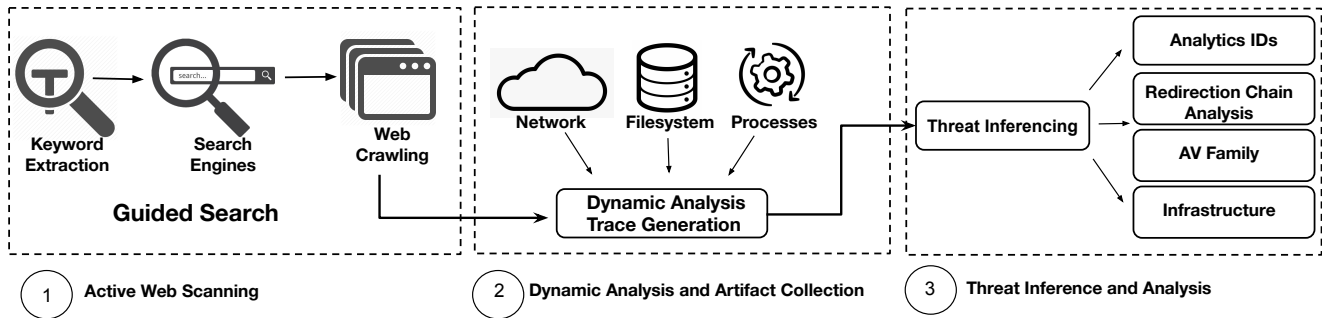 Keyword
Extraction
search...
Search
Engines
Web
Crawling
Guided Search
1 Active Web Scanning
Network
Filesystem
Processes
Dynamic Analysis
Trace Generation
2 Dynamic Analysis and Artifact Collection
Threat Inferencing
Analytics IDs
Redirection Chain
Analysis
AV Family
Infrastructure
3 Threat Inference and Analysis